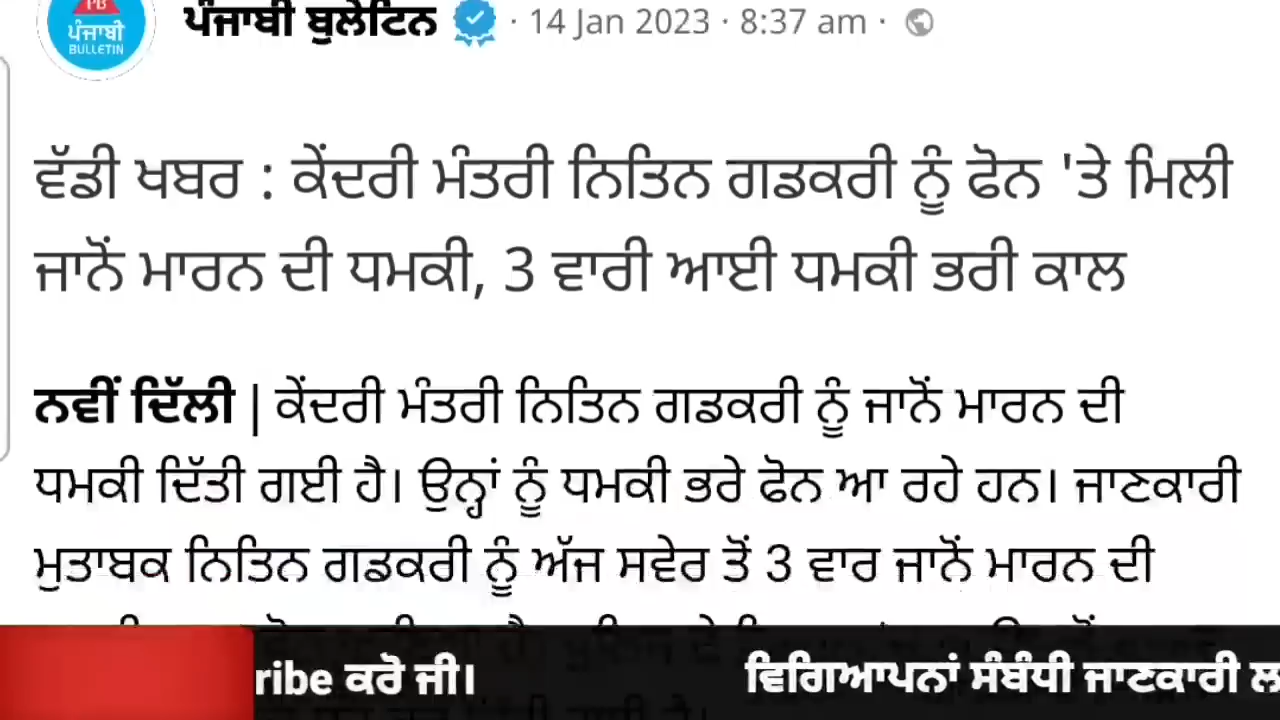 PB
ਪੰਜਾਬੀ
BULLETIN
ਪੰਜਾਬੀ ਬੁਲੇਟਿਨ · 14 Jan 2023 · 8:37 am ·
ਵੱਡੀ ਖਬਰ : ਕੇਂਦਰੀ ਮੰਤਰੀ ਨਿਤਿਨ ਗਡਕਰੀ ਨੂੰ ਫੋਨ 'ਤੇ ਮਿਲੀ
ਜਾਨੋਂ ਮਾਰਨ ਦੀ ਧਮਕੀ, 3 ਵਾਰੀ ਆਈ ਧਮਕੀ ਭਰੀ ਕਾਲ
ਨਵੀਂ ਦਿੱਲੀ | ਕੇਂਦਰੀ ਮੰਤਰੀ ਨਿਤਿਨ ਗਡਕਰੀ ਨੂੰ ਜਾਨੋਂ ਮਾਰਨ ਦੀ
ਧਮਕੀ ਦਿੱਤੀ ਗਈ ਹੈ। ਉਨ੍ਹਾਂ ਨੂੰ ਧਮਕੀ ਭਰੇ ਫੋਨ ਆ ਰਹੇ ਹਨ। ਜਾਣਕਾਰੀ
ਮੁਤਾਬਕ ਨਿਤਿਨ ਗਡਕਰੀ ਨੂੰ ਅੱਜ ਸਵੇਰ ਤੋਂ 3 ਵਾਰ ਜਾਨੋਂ ਮਾਰਨ ਦੀ
ribe ਕਰੋ ਜੀ। ਵਿਗਿਆਪਨਾਂ ਸੰਬੰਧੀ ਜਾਣਕਾਰੀ ਲ